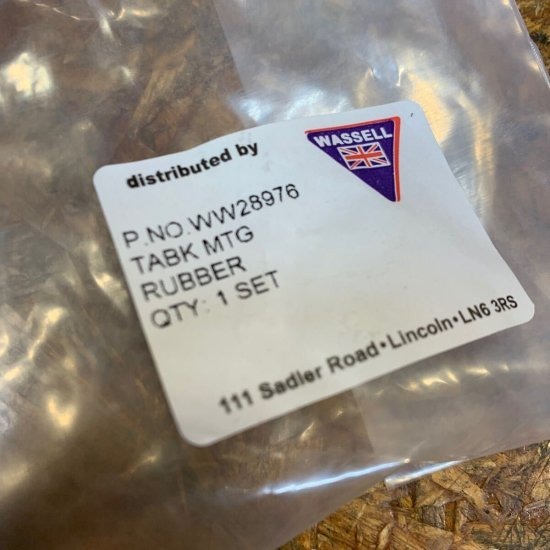 distributed by
WASSELL
P.NO.WW28976
TABK MTG
RUBBER
QTY: 1 SET
111 Sadler Road•Lincoln•LN6 3RS